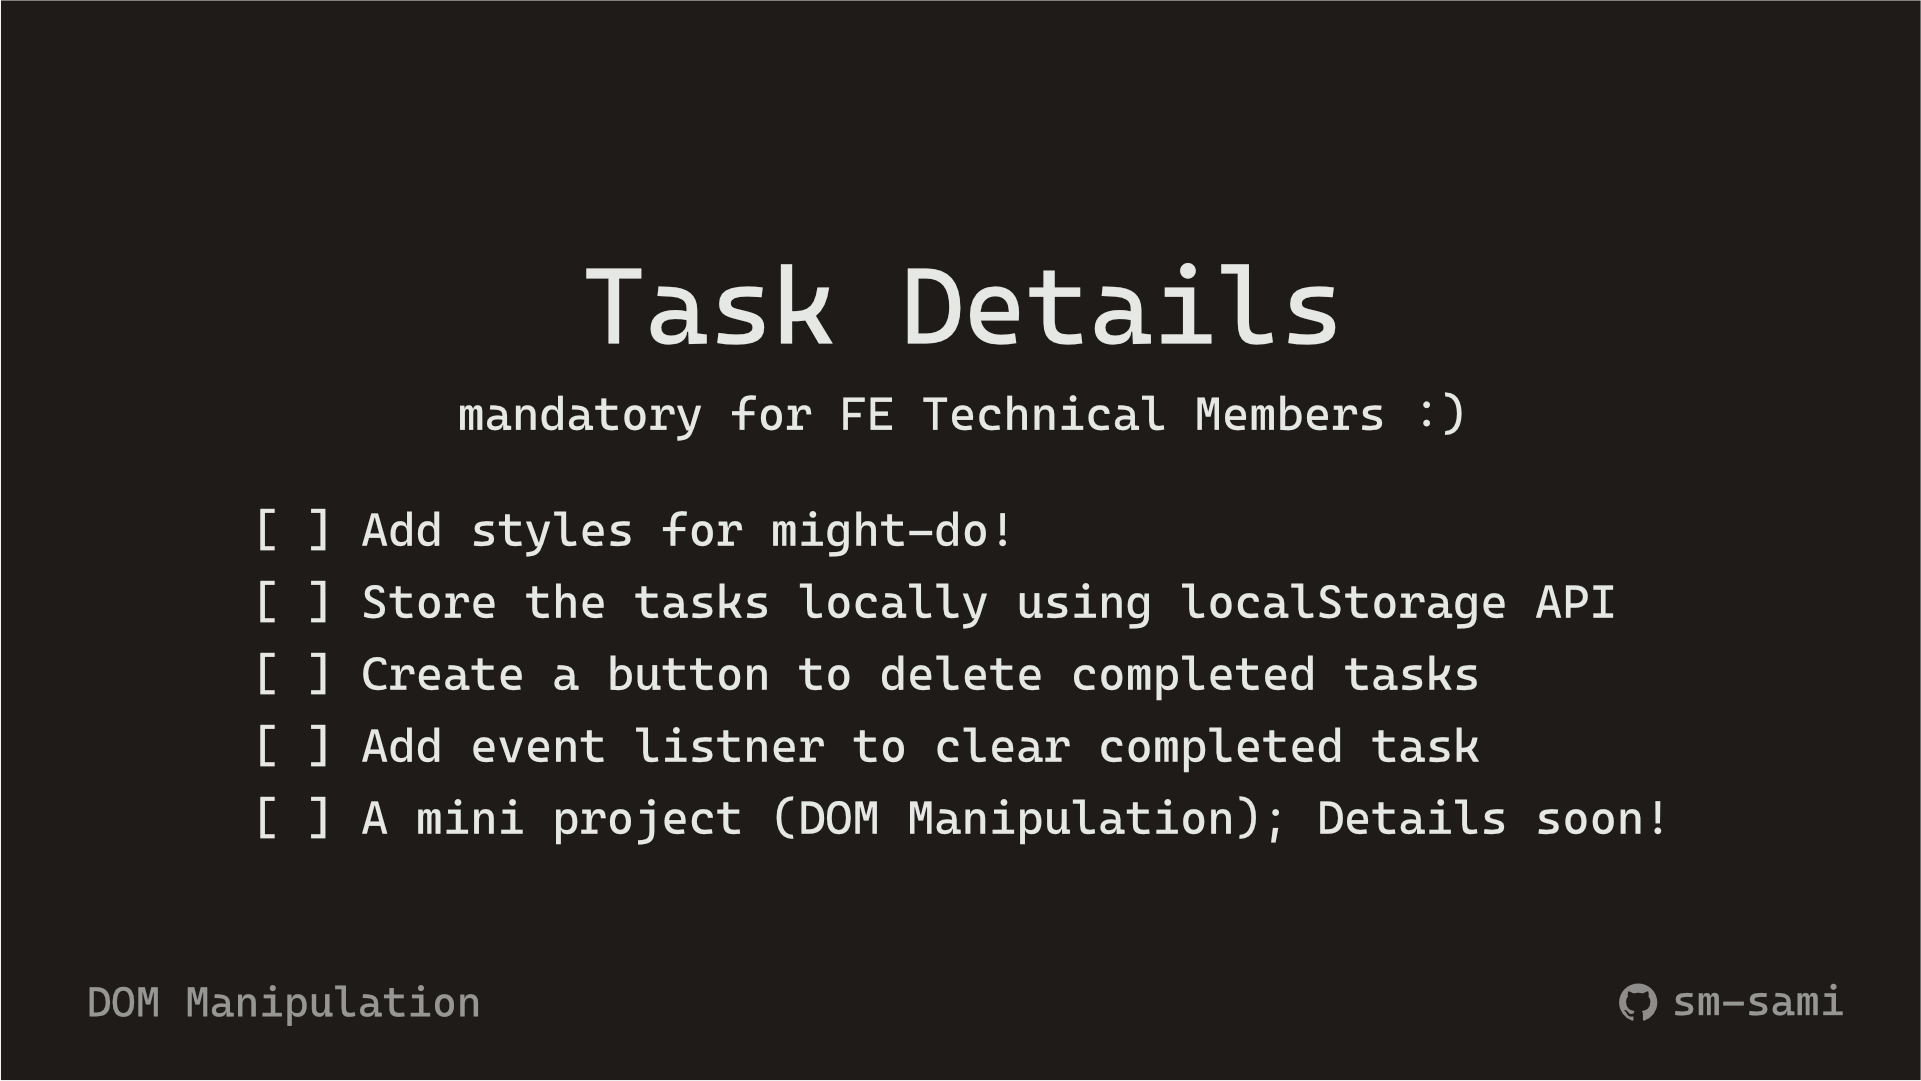 Task Details
mandatory for FE Technical Members :)
[ ] Add styles for might-do!
[ ] Store the tasks locally using localStorage API
[ ] Create a button to delete completed tasks
[ ] Add event listner to clear completed task
[ ] A mini project (DOM Manipulation); Details soon!
DOM Manipulation
sm-sami